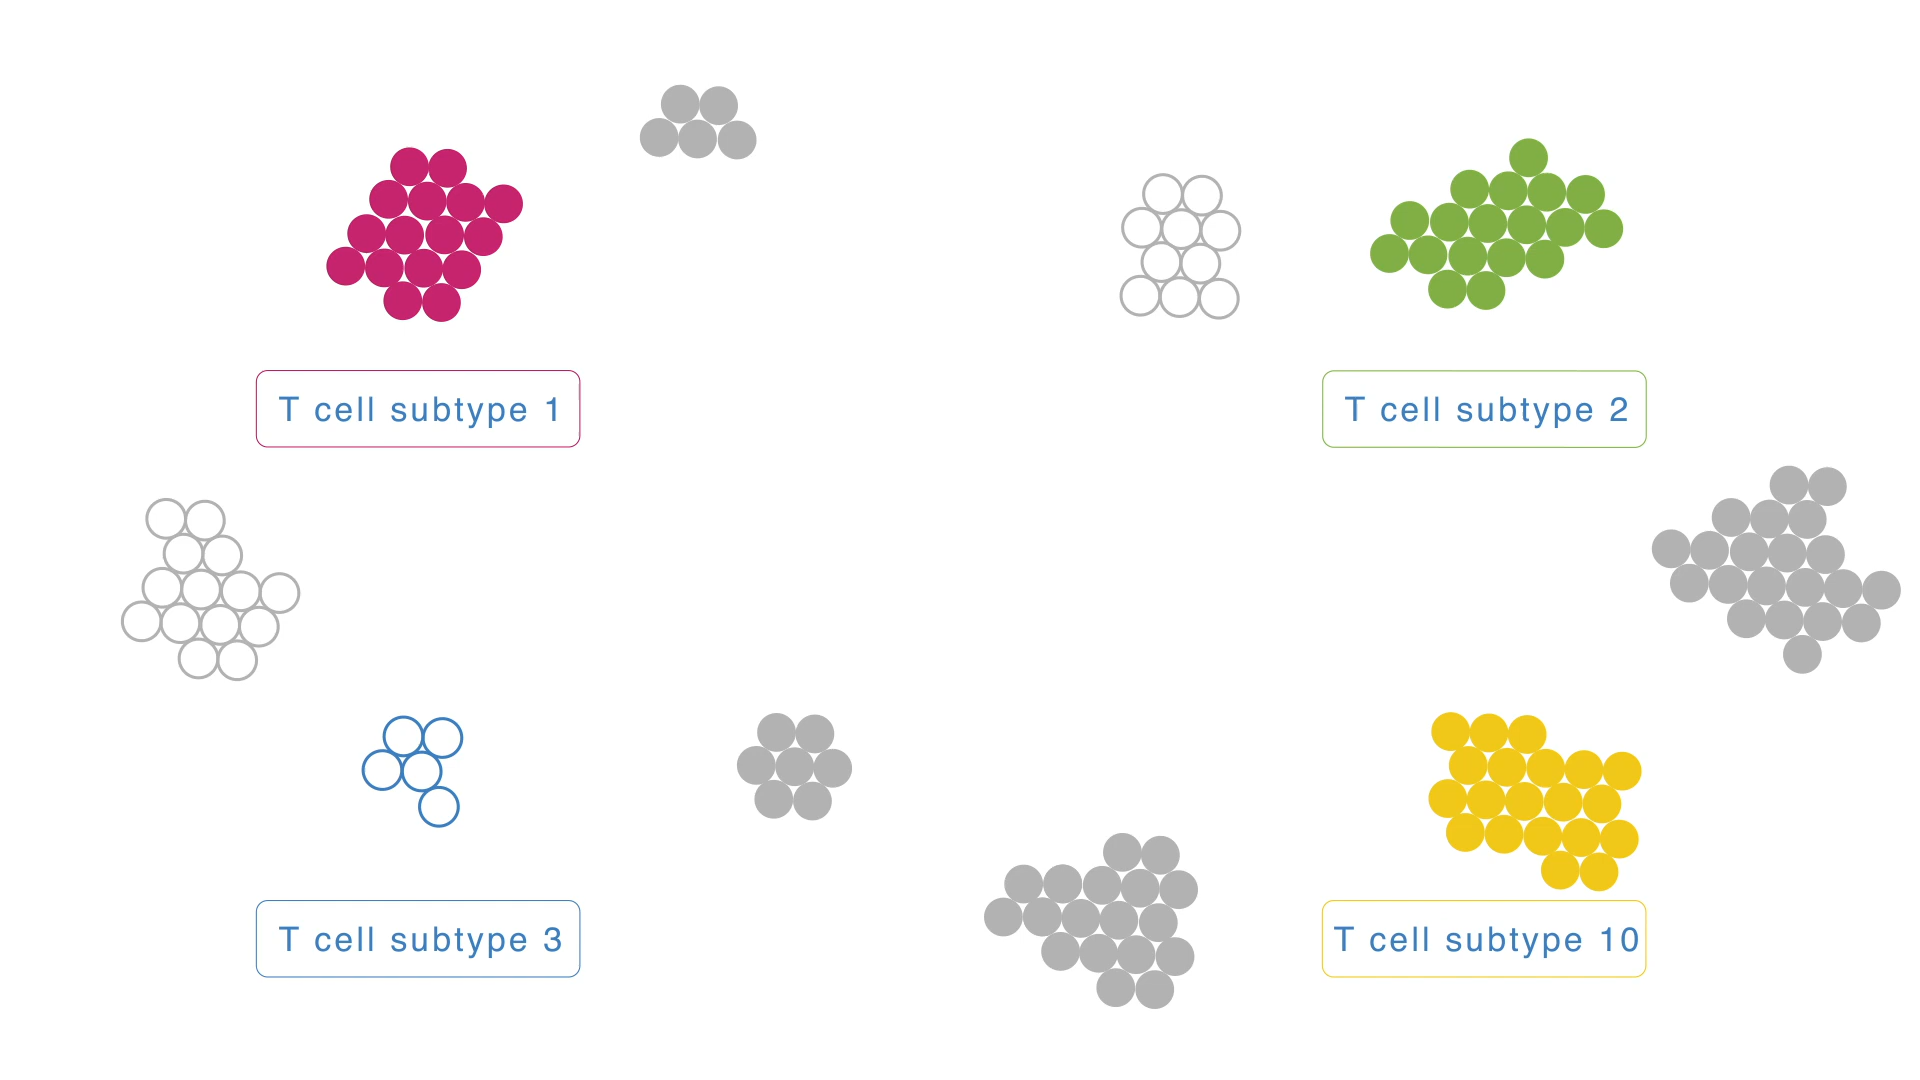 T cell subtype 1
T cell subtype 2
T cell subtype 3
T cell subtype 10